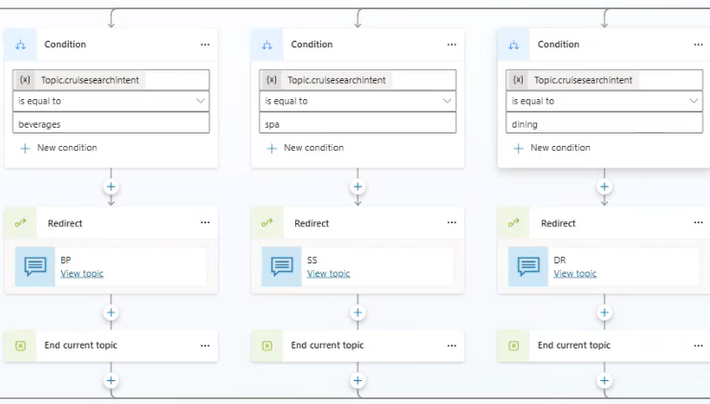 Condition ...
(x) Topic.cruisesearchintent
is equal to
beverages
+ New condition
Redirect ...
BP
View topic
End current topic ...
Condition ...
(x) Topic.cruisesearchintent
is equal to
spa
+ New condition
Redirect ...
SS
View topic
End current topic ...
Condition ...
(x) Topic.cruisesearchintent
is equal to
dining
+ New condition
Redirect ...
DR
View topic
End current topic ...